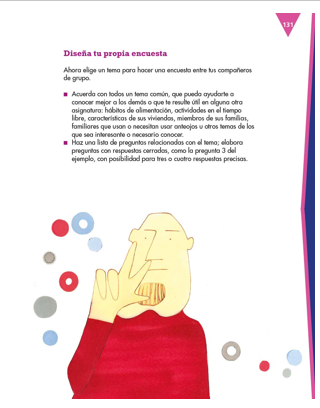 131
Diseña tu propia encuesta
Ahora elige un tema para hacer una encuesta entre tus compañeros
de grupo.
■ Acuerda con todos un tema común, que pueda ayudarte a
conocer mejor a los demás o que te resulte útil en alguna otra
asignatura: hábitos de alimentación, actividades en el tiempo
libre, características de sus viviendas, miembros de sus familias,
familiares que usan o necesitan usar anteojos u otros temas de los
que sea interesante o necesario conocer.
■ Haz una lista de preguntas relacionadas con el tema; elabora
preguntas con respuestas cerradas, como la pregunta 3 del
ejemplo, con posibilidad para tres o cuatro respuestas precisas.